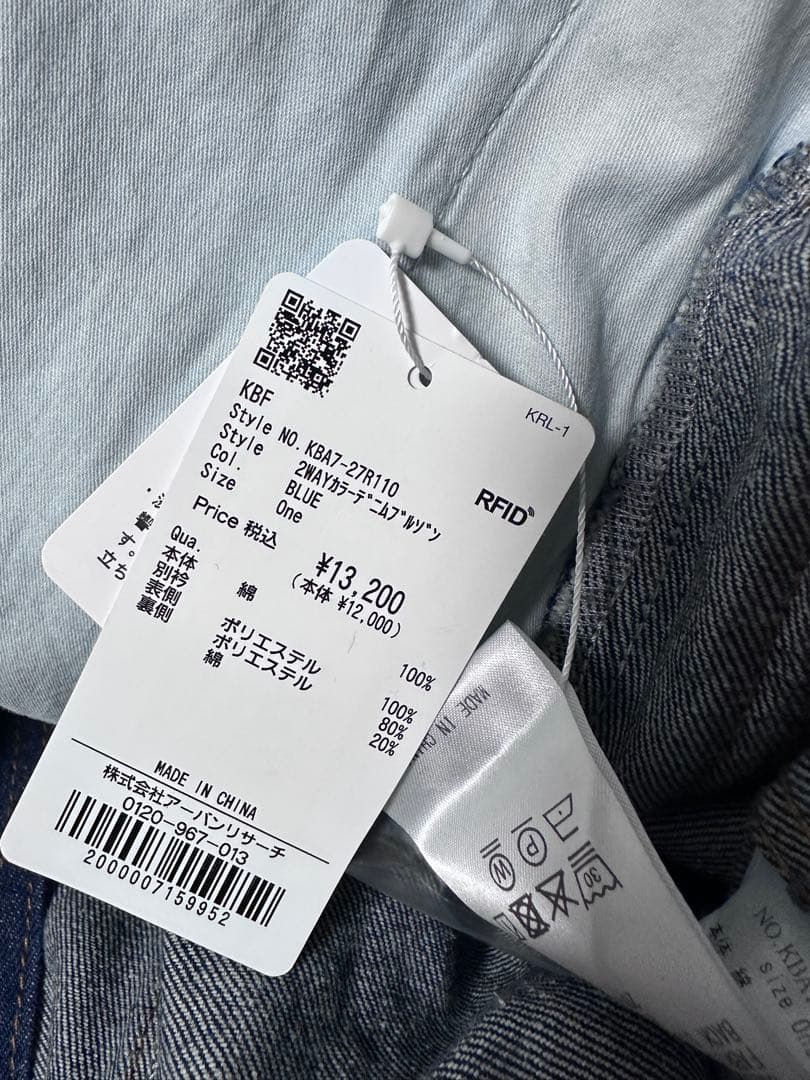 KBF
KRL-1
Style NO. KBA7-27R110
Style 2WAYｶﾗｰﾃﾞﾆﾑﾌﾞﾙｿﾞﾝ
Col. BLUE
Size One
RFID
Price 税込 ¥13,200
(本体 ¥12,000)
Qua.
本体 綿 100%
別衿
表側 ポリエステル 100%
裏側 ポリエステル 80%
綿 20%
MADE IN CHINA
株式会社アーバンリサーチ
0120-967-013
2000007159952
す。
立ち
MADE IN CHIN
30
P
W
NO.KBA
size